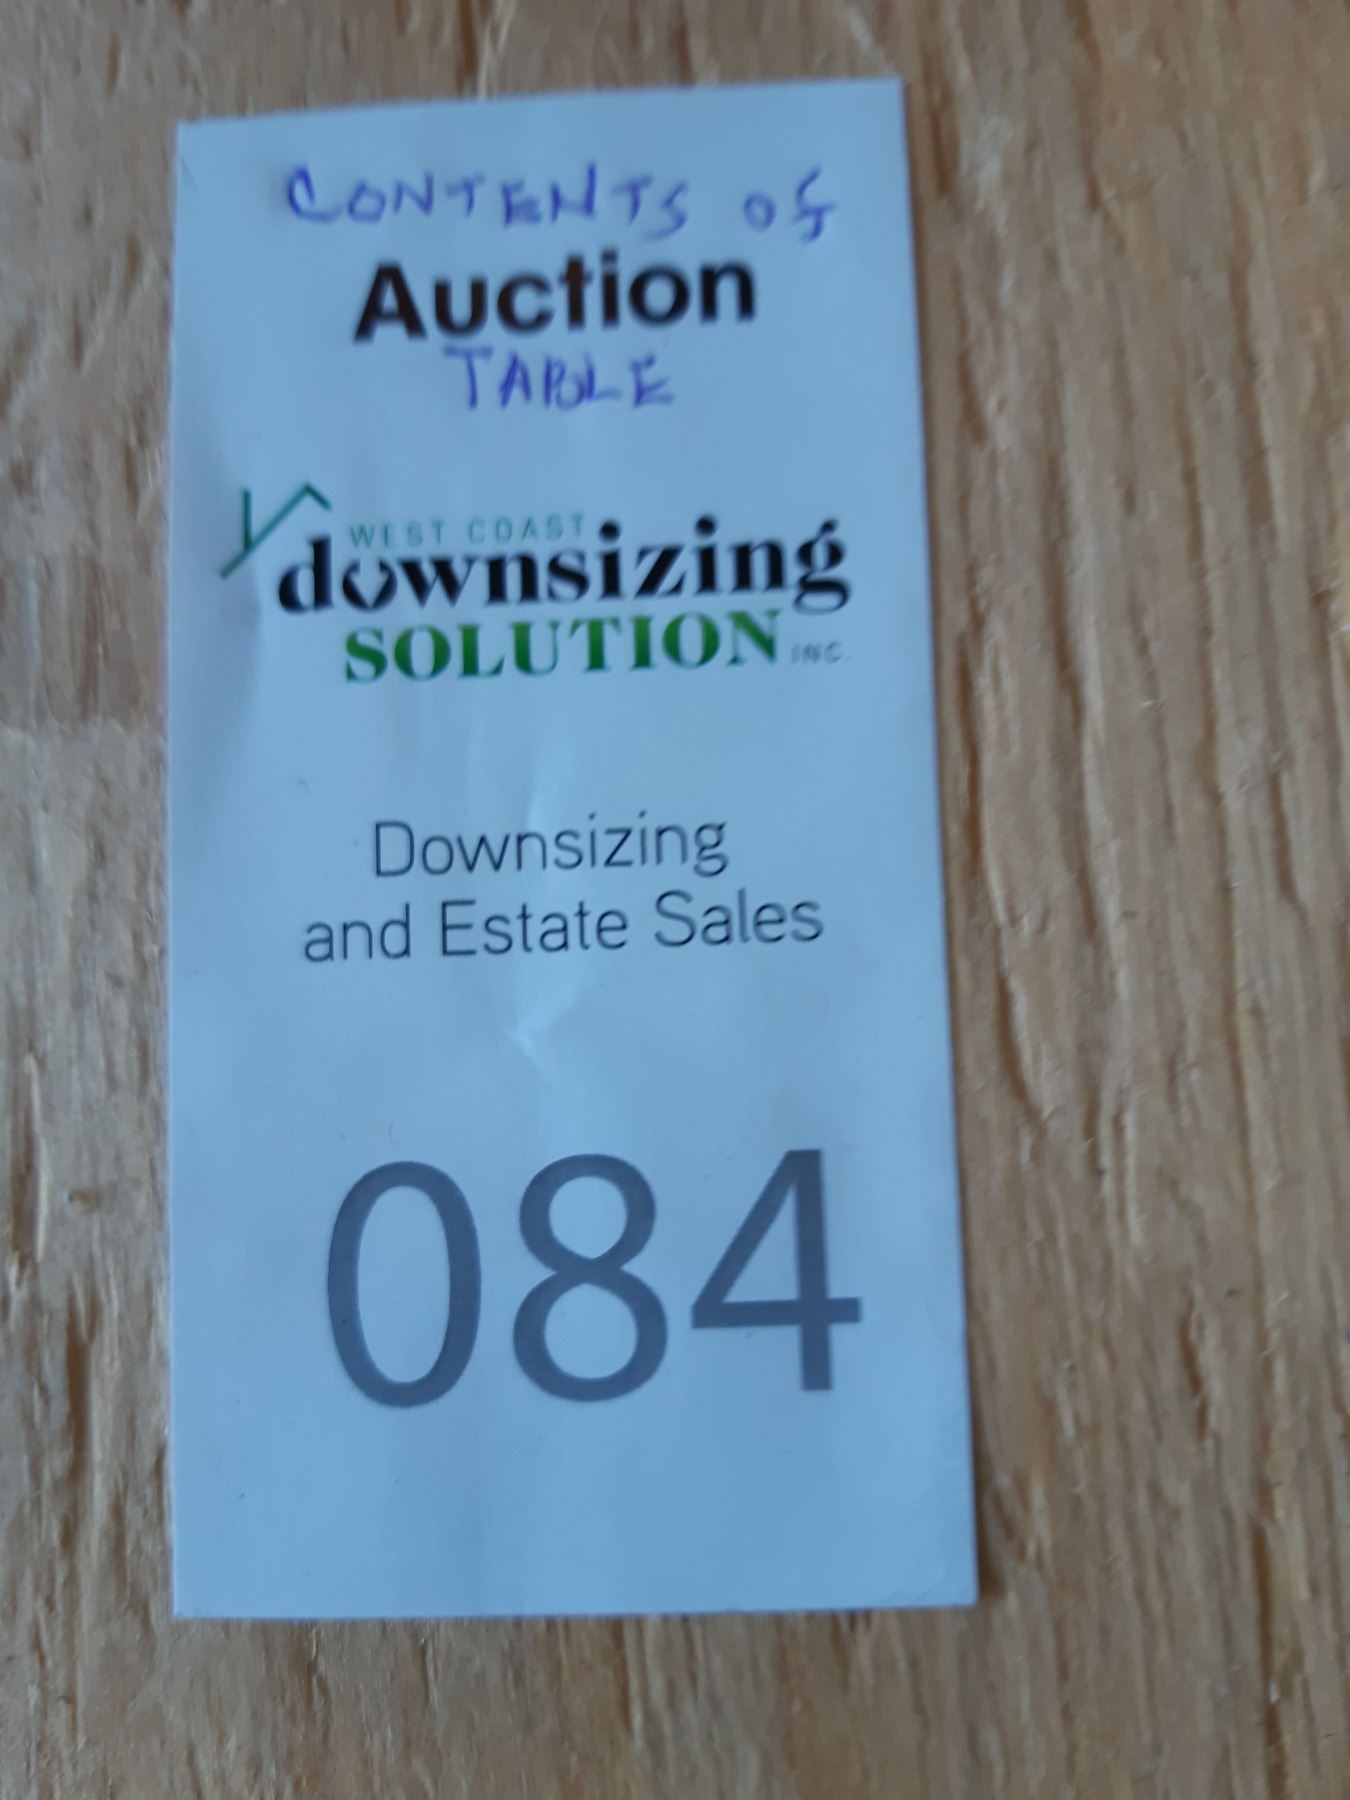 CONTENTS of
Auction
TABLE
WEST COAST
downsizing
SOLUTION INC.
Downsizing
and Estate Sales
084